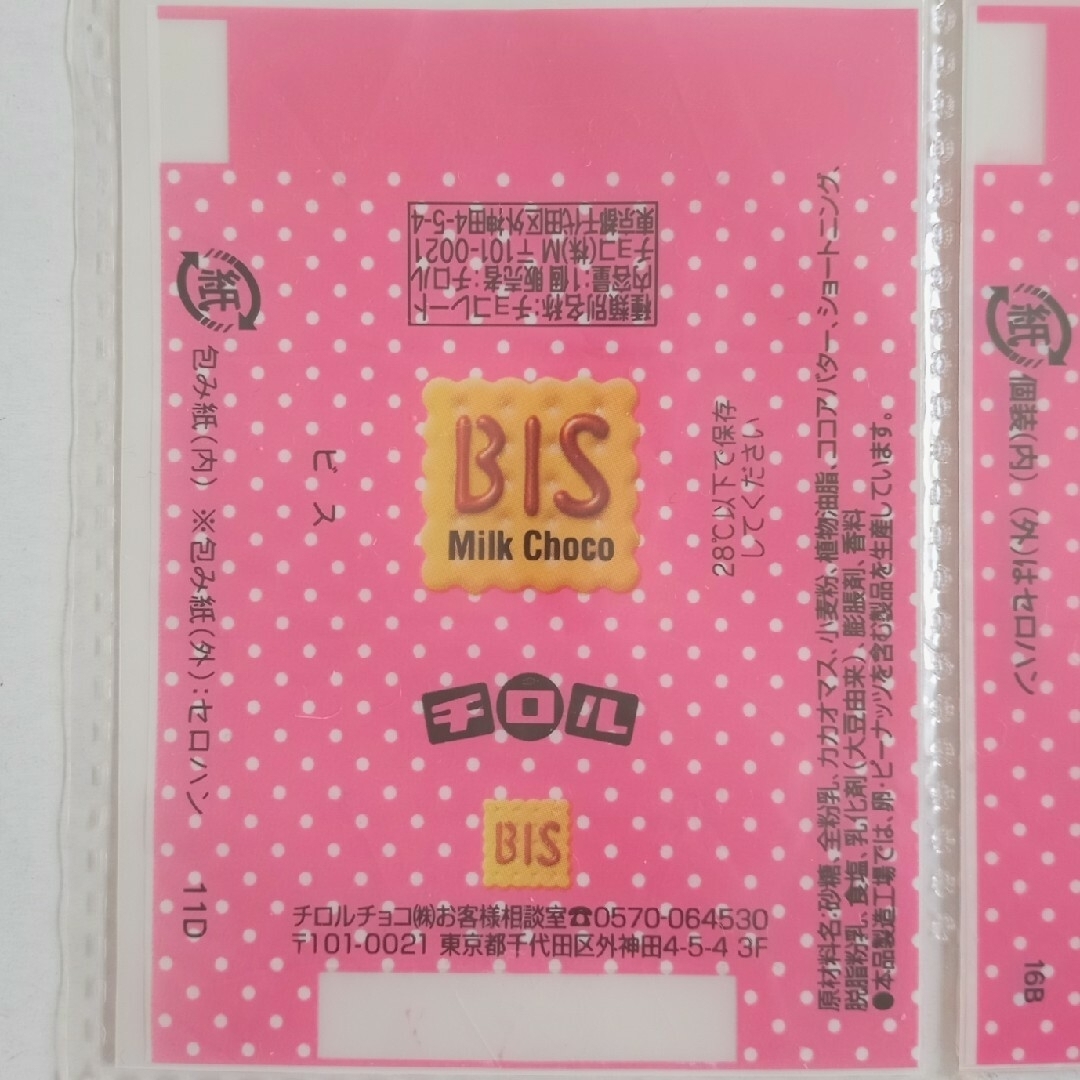 種類別名称:チョコレート
内容量:1個 販売者:チロル
チョコ(株)M 〒101-0021
東京都千代田区外神田4-5-4
紙
包み紙(内) ※包み紙(外):セロハン
11D
ビス
BIS
Milk Choco
28℃以下で保存
してください
チロル
BIS
チロルチョコ㈱お客様相談室☎0570-064530
〒101-0021 東京都千代田区外神田4-5-4 3F
原材料名:砂糖、全粉乳、カカオマス、小麦粉、植物油脂、ココアバター、ショートニング、
脱脂粉乳、食塩、乳化剤(大豆由来)、膨脹剤、香料
●本品製造工場では、卵・ピーナッツを含む製品を生産しています。
紙
個装(内) (外)はセロハン
16B